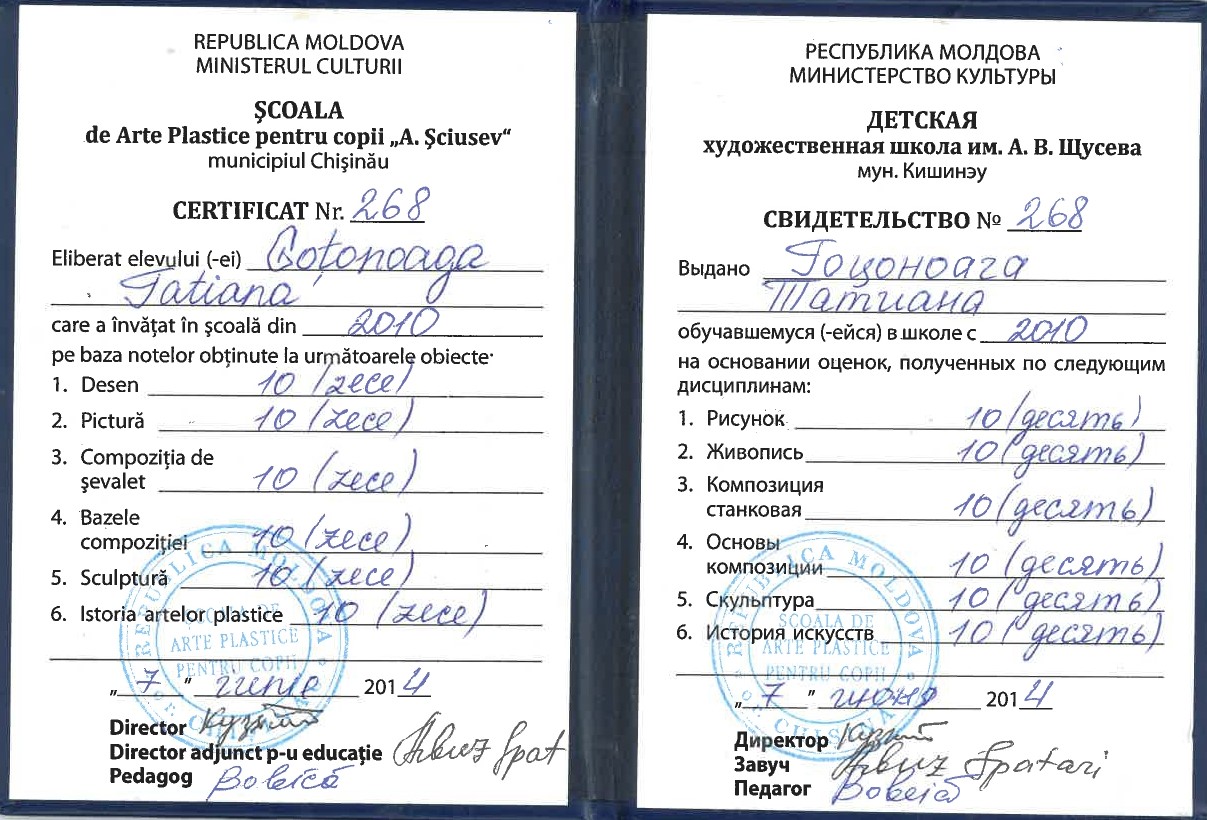 REPUBLICA MOLDOVA
MINISTERUL CULTURII
ŞCOALA
de Arte Plastice pentru copii „A. Şciusev“
municipiul Chişinău
CERTIFICAT Nr. 268
Eliberat elevului (-ei) Goţonoaga
Tatiana
care a învăţat în şcoală din 2010
pe baza notelor obţinute la următoarele obiecte:
1. Desen 10 (zece)
2. Pictură 10 (zece)
3. Compoziţia de
şevalet 10 (zece)
4. Bazele
compoziţiei 10 (zece)
5. Sculptură 10 (zece)
6. Istoria artelor plastice 10 (zece)
„7” iunie 2014
Director
Director adjunct p-u educaţie Arbuz Spat
Pedagog Bobeică
REPUBLICA MOLDOVA
ŞCOALA DE
ARTE PLASTICE
PENTRU COPII
РЕСПУБЛИКА МОЛДОВА
МИНИСТЕРСТВО КУЛЬТУРЫ
ДЕТСКАЯ
художественная школа им. А. В. Щусева
мун. Кишинэу
СВИДЕТЕЛЬСТВО № 268
Выдано Гоцоноага
Татиана
обучавшемуся (-ейся) в школе с 2010
на основании оценок, полученных по следующим
дисциплинам:
1. Рисунок 10 (десять)
2. Живопись 10 (десять)
3. Композиция
станковая 10 (десять)
4. Основы
композиции 10 (десять)
5. Скульптура 10 (десять)
6. История искусств 10 (десять)
„7” июня 2014
Директор
Завуч Arbuz Spatari
Педагог Bobeică
REPUBLICA MOLDOVA
ŞCOALA DE
ARTE PLASTICE
PENTRU COPII